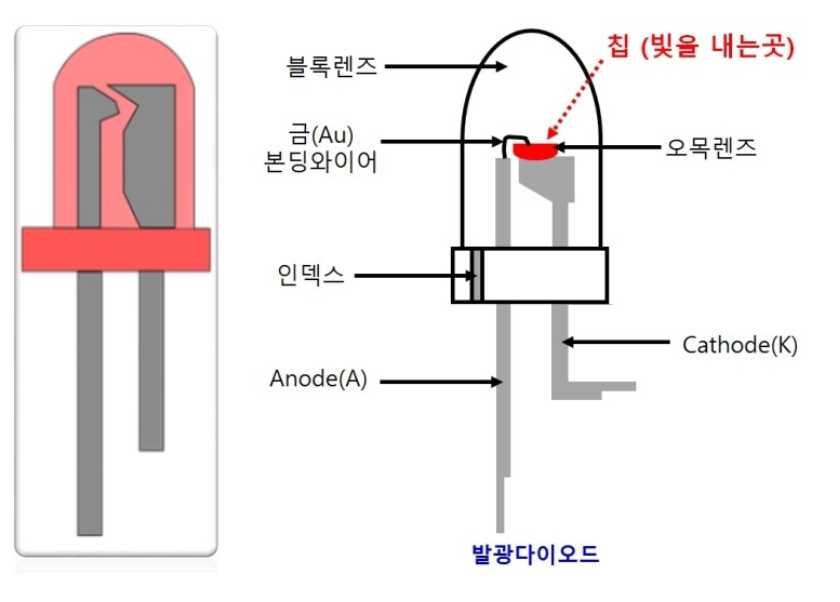 칩 (빛을 내는곳)
블록렌즈
금(Au)
본딩와이어
오목렌즈
인덱스
Cathode(K)
Anode(A)
발광다이오드